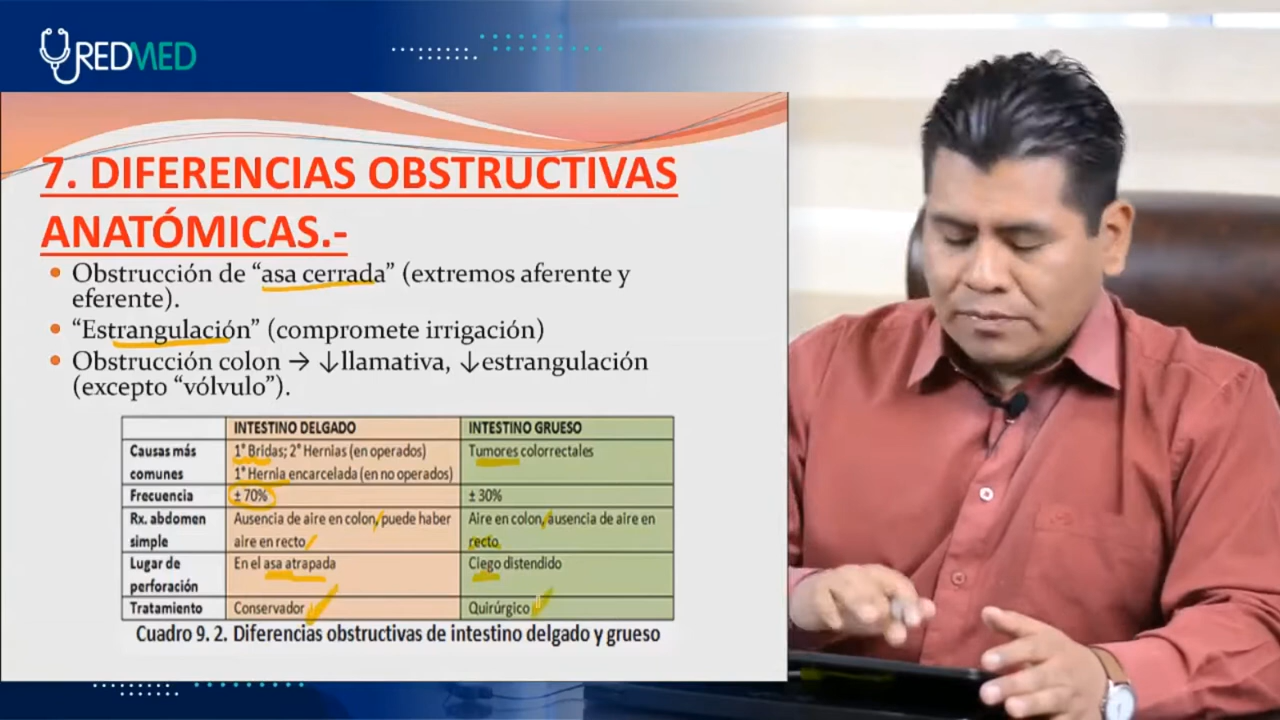 REDMED
7. DIFERENCIAS OBSTRUCTIVAS
ANATÓMICAS.-
• Obstrucción de “asa cerrada” (extremos aferente y
eferente).
• “Estrangulación” (compromete irrigación)
• Obstrucción colon → ↓llamativa, ↓estrangulación
(excepto “vólvulo”).
INTESTINO DELGADO INTESTINO GRUESO
Causas más 1° Bridas; 2° Hernias (en operados) Tumores colorrectales
comunes 1° Hernia encarcelada (en no operados)
Frecuencia ± 70% ± 30%
Rx. abdomen Ausencia de aire en colon, puede haber Aire en colon, ausencia de aire en
simple aire en recto recto
Lugar de En el asa atrapada Ciego distendido
perforación
Tratamiento Conservador Quirúrgico
Cuadro 9. 2. Diferencias obstructivas de intestino delgado y grueso